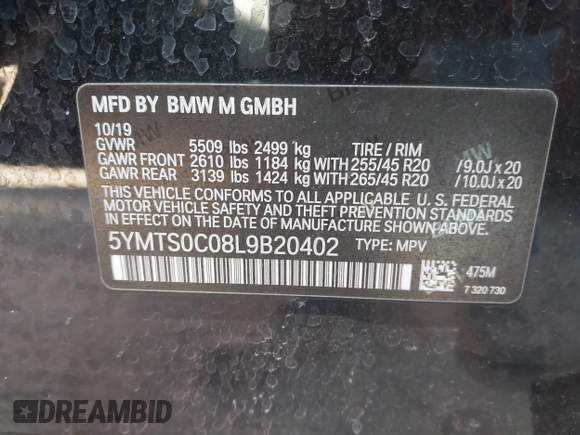 MFD BY BMW M GMBH
10/19
GVWR 5509 lbs 2499 kg TIRE / RIM
GAWR FRONT 2610 lbs 1184 kg WITH 255/45 R20 /9.0J x 20
GAWR REAR 3139 lbs 1424 kg WITH 265/45 R20 /10.0J x 20
THIS VEHICLE CONFORMS TO ALL APPLICABLE U. S. FEDERAL
MOTOR VEHICLE SAFETY AND THEFT PREVENTION STANDARDS
IN EFFECT ON THE DATE OF MANUFACTURE SHOWN ABOVE.
5YMTS0C08L9B20402 TYPE: MPV
475M
7 320 730
DREAMBID